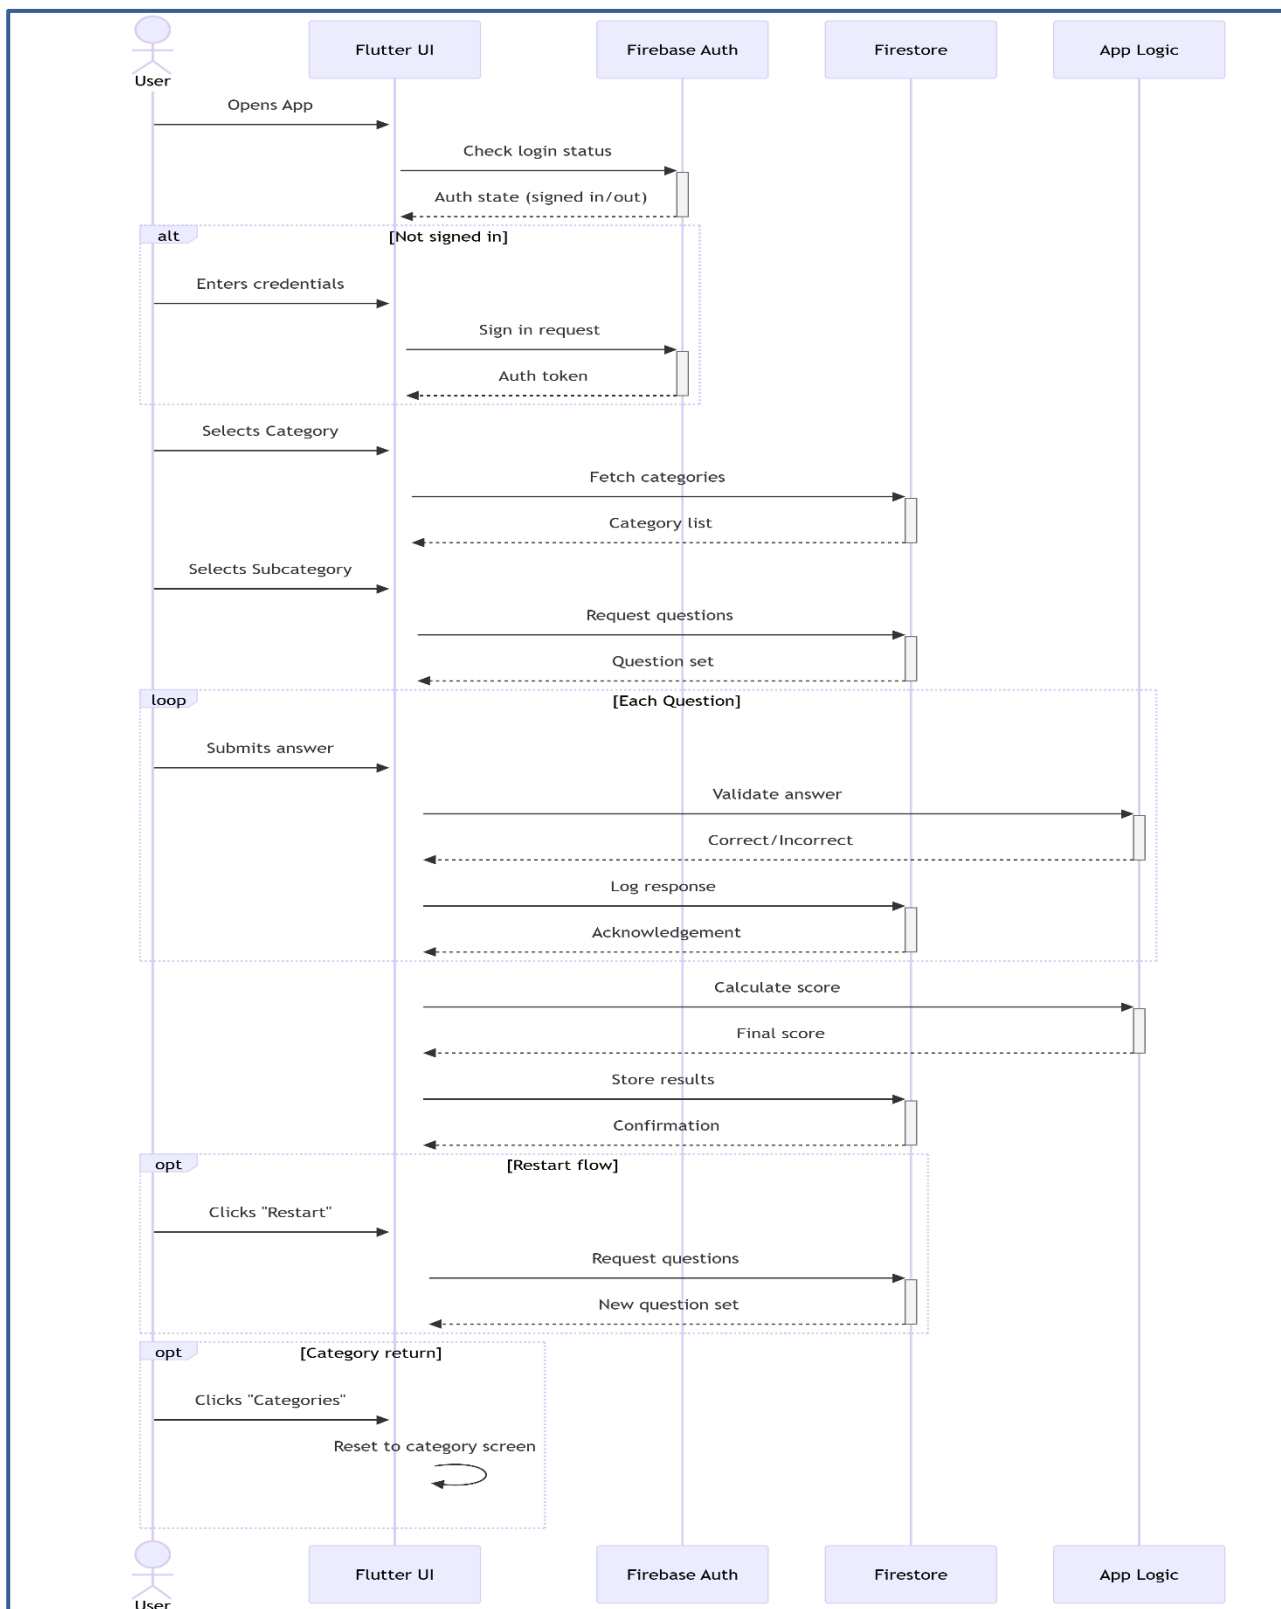 Flutter UI
Firebase Auth
Firestore
App Logic
User
Opens App
Check login status
Auth state (signed in/out)
alt
[Not signed in]
Enters credentials
Sign in request
Auth token
Selects Category
Fetch categories
Category list
Selects Subcategory
Request questions
Question set
loop
[Each Question]
Submits answer
Validate answer
Correct/Incorrect
Log response
Acknowledgement
Calculate score
Final score
Store results
Confirmation
opt
[Restart flow]
Clicks "Restart"
Request questions
New question set
opt
[Category return]
Clicks "Categories"
Reset to category screen
Flutter UI
Firebase Auth
Firestore
App Logic
User